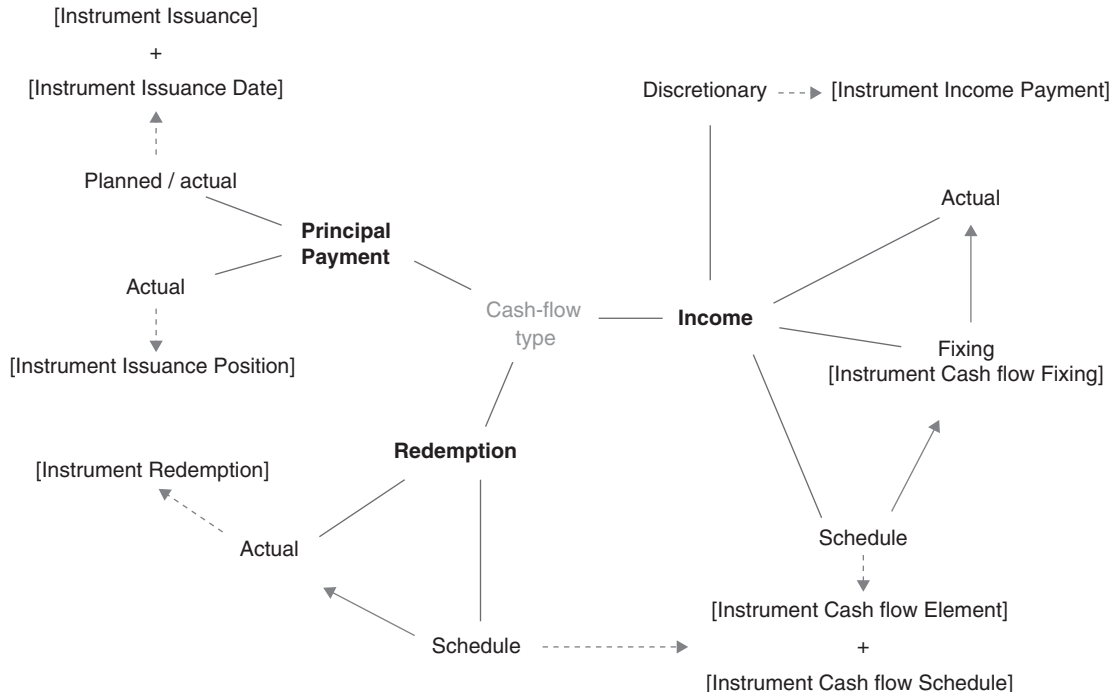 [Instrument Issuance]
+
[Instrument Issuance Date]
Planned / actual
Principal
Payment
Actual
[Instrument Issuance Position]
Cash-flow
type
Discretionary
[Instrument Income Payment]
Actual
Income
Fixing
[Instrument Cash flow Fixing]
Redemption
[Instrument Redemption]
Actual
Schedule
Schedule
[Instrument Cash flow Element]
+
[Instrument Cash flow Schedule]